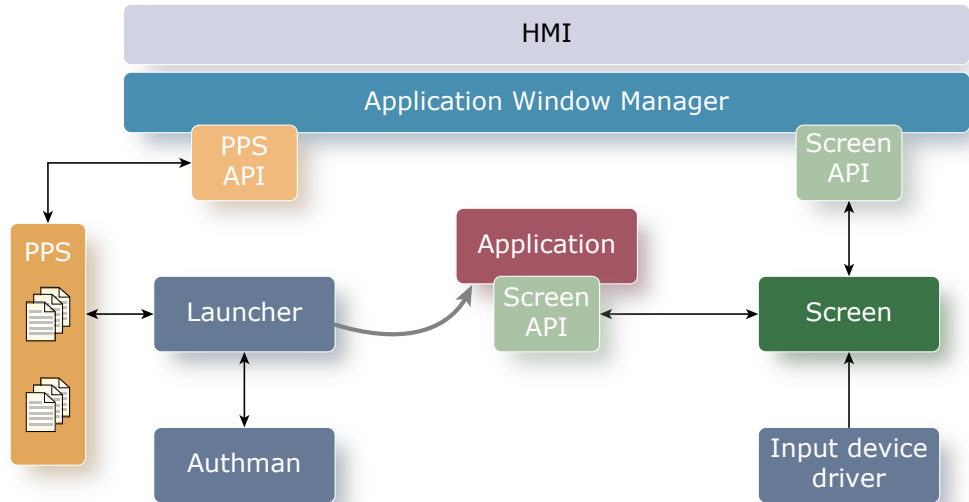 HMI
Application Window Manager
PPS
API
Screen
API
PPS
Application
Launcher
Screen
API
Screen
Authman
Input device
driver